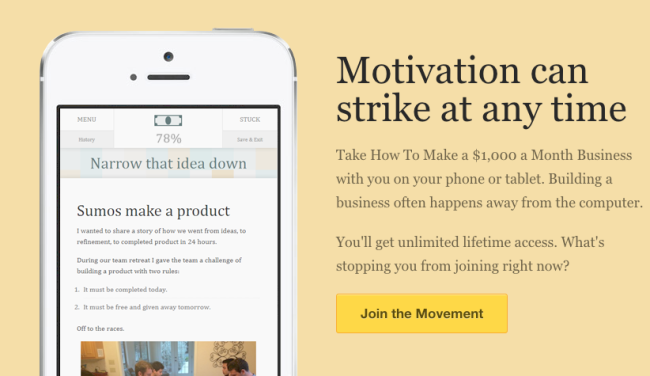 MENU
STUCK
History
78%
Save & Exit
Narrow that idea down
Sumos make a product
I wanted to share a story of how we went from ideas, to
refinement, to completed product in 24 hours.
During our team retreat I gave the team a challenge of
building a product with two rules:
1. It must be completed today.
2. It must be free and given away tomorrow.
Off to the races.
Motivation can
strike at any time
Take How To Make a $1,000 a Month Business
with you on your phone or tablet. Building a
business often happens away from the computer.
You'll get unlimited lifetime access. What's
stopping you from joining right now?
Join the Movement